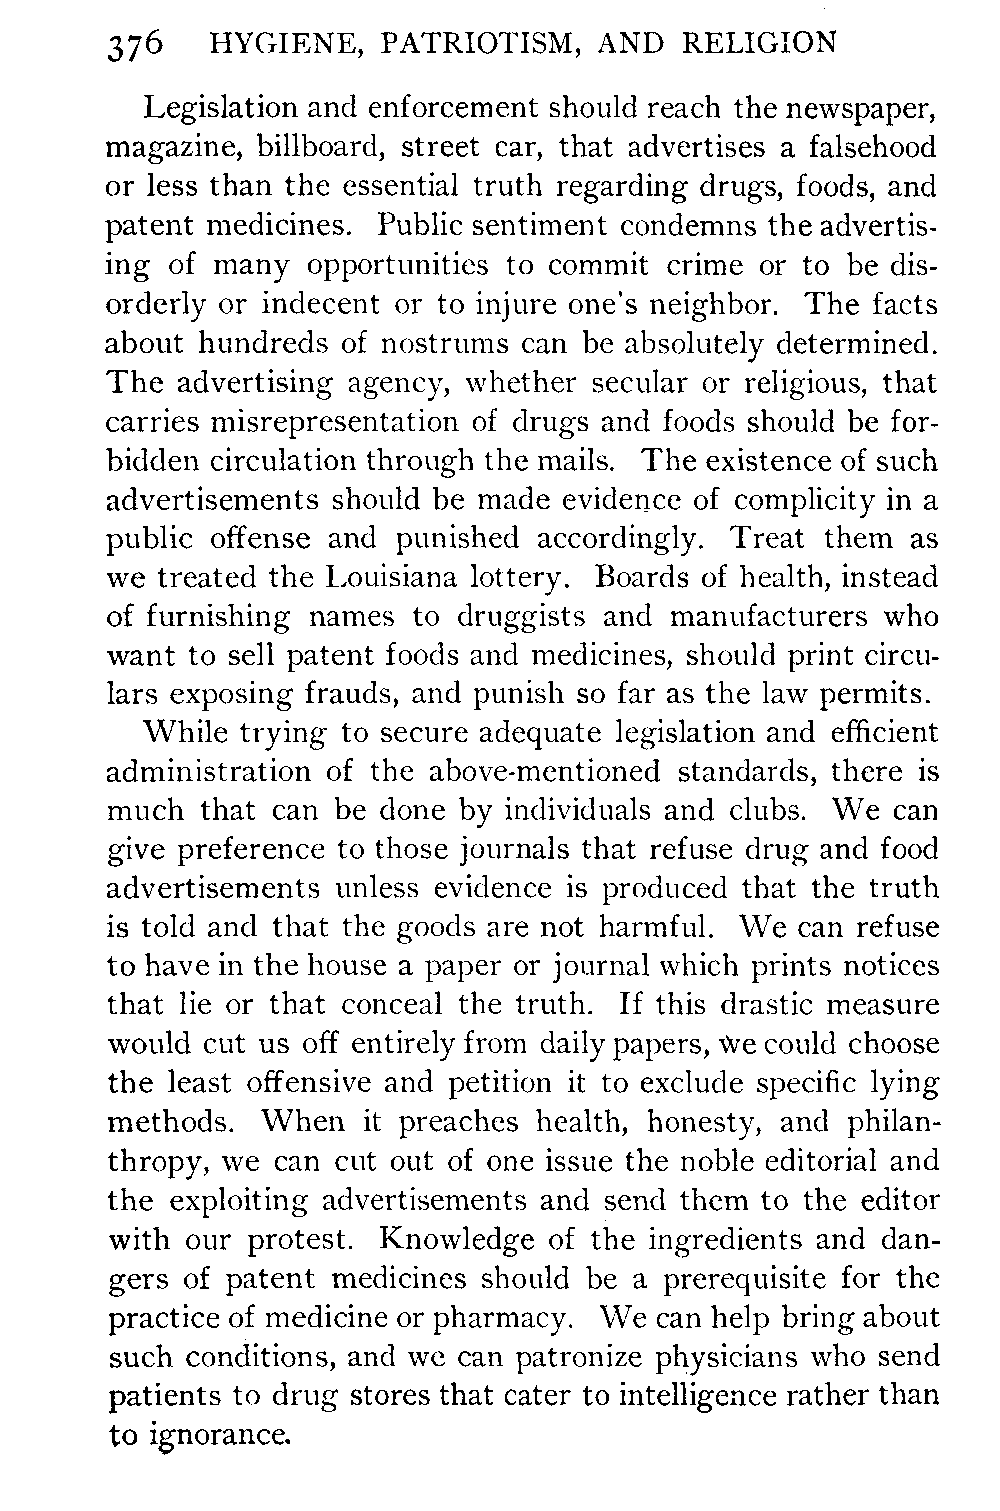 376 HYGIENE, PATRIOTISM, AND RELIGION
Legislation and enforcement should reach the newspaper,
magazine, billboard, street car, that advertises a falsehood
or less than the essential truth regarding drugs, foods, and
patent medicines. Public sentiment condemns the advertis-
ing of many opportunities to commit crime or to be dis-
orderly or indecent or to injure one's neighbor. The facts
about hundreds of nostrums can be absolutely determined.
The advertising agency, whether secular or religious, that
carries misrepresentation of drugs and foods should be for-
bidden circulation through the mails. The existence of such
advertisements should be made evidence of complicity in a
public offense and punished accordingly. Treat them as
we treated the Louisiana lottery. Boards of health, instead
of furnishing names to druggists and manufacturers who
want to sell patent foods and medicines, should print circu-
lars exposing frauds, and punish so far as the law permits.
While trying to secure adequate legislation and efficient
administration of the above-mentioned standards, there is
much that can be done by individuals and clubs. We can
give preference to those journals that refuse drug and food
advertisements unless evidence is produced that the truth
is told and that the goods are not harmful. We can refuse
to have in the house a paper or journal which prints notices
that lie or that conceal the truth. If this drastic measure
would cut us off entirely from daily papers, we could choose
the least offensive and petition it to exclude specific lying
methods. When it preaches health, honesty, and philan-
thropy, we can cut out of one issue the noble editorial and
the exploiting advertisements and send them to the editor
with our protest. Knowledge of the ingredients and dan-
gers of patent medicines should be a prerequisite for the
practice of medicine or pharmacy. We can help bring about
such conditions, and we can patronize physicians who send
patients to drug stores that cater to intelligence rather than
to ignorance.